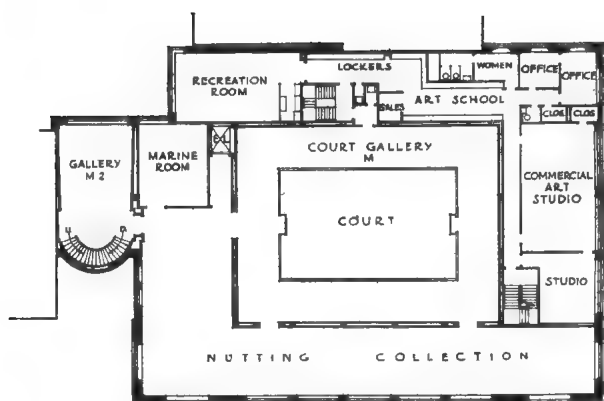 LOCKERS
WOMEN
OFFICE
OFFICE
RECREATION
ROOM
SALES
ART SCHOOL
CLOS.
CLOS.
GALLERY
M 2
MARINE
ROOM
EL.
COURT GALLERY
M
COMMERCIAL
ART
STUDIO
COURT
U
D
STUDIO
NUTTING COLLECTION